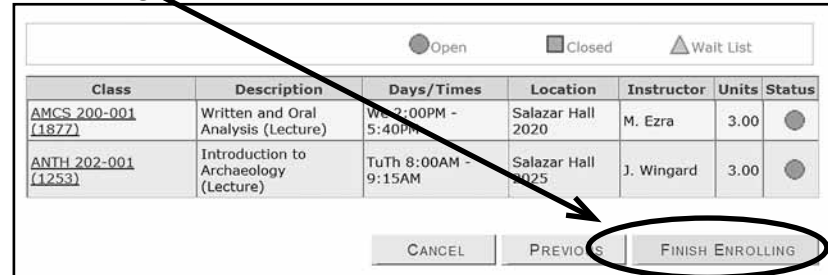 Open Closed Wait List
Class Description Days/Times Location Instructor Units Status
AMCS 200-001 (1877) Written and Oral Analysis (Lecture) We 2:00PM - 5:40PM Salazar Hall 2020 M. Ezra 3.00
ANTH 202-001 (1253) Introduction to Archaeology (Lecture) TuTh 8:00AM - 9:15AM Salazar Hall 2025 J. Wingard 3.00
CANCEL PREVIOUS FINISH ENROLLING